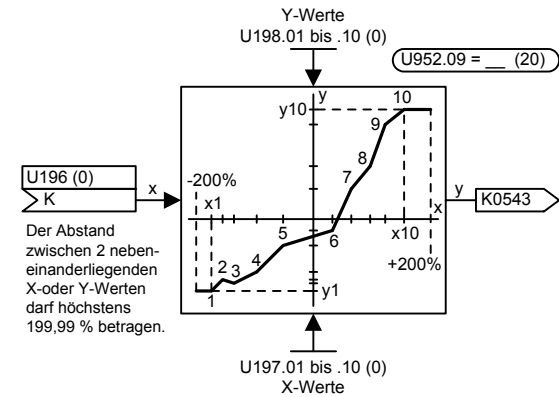 Y-Werte
U198.01 bis .10 (0)
U952.09 = __ (20)
y
10
y10
9
8
7
U196 (0)
K
x
-200%
x1
y
K0543
x
x10
+200%
6
5
4
3
2
1
y1
Der Abstand
zwischen 2 neben-
einanderliegenden
X-oder Y-Werten
darf höchstens
199,99 % betragen.
U197.01 bis .10 (0)
X-Werte